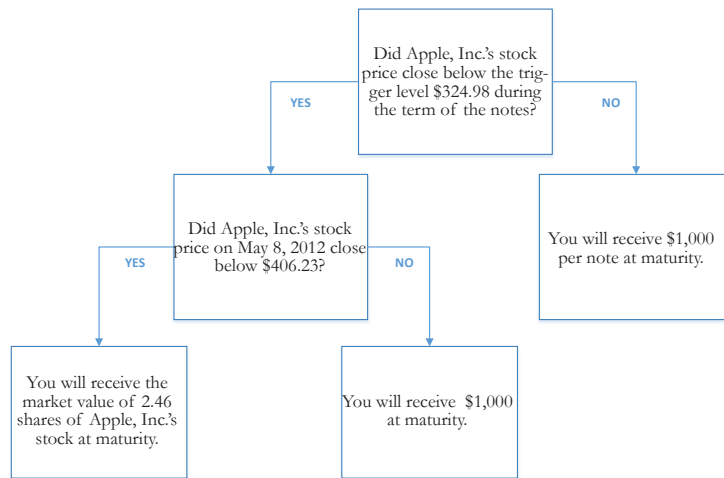 Did Apple, Inc.'s stock
price close below the trig-
ger level $324.98 during
the term of the notes?
YES
NO
Did Apple, Inc.'s stock
price on May 8, 2012 close
below $406.23?
You will receive $1,000
per note at maturity.
YES
NO
You will receive the
market value of 2.46
shares of Apple, Inc.'s
stock at maturity.
You will receive $1,000
at maturity.